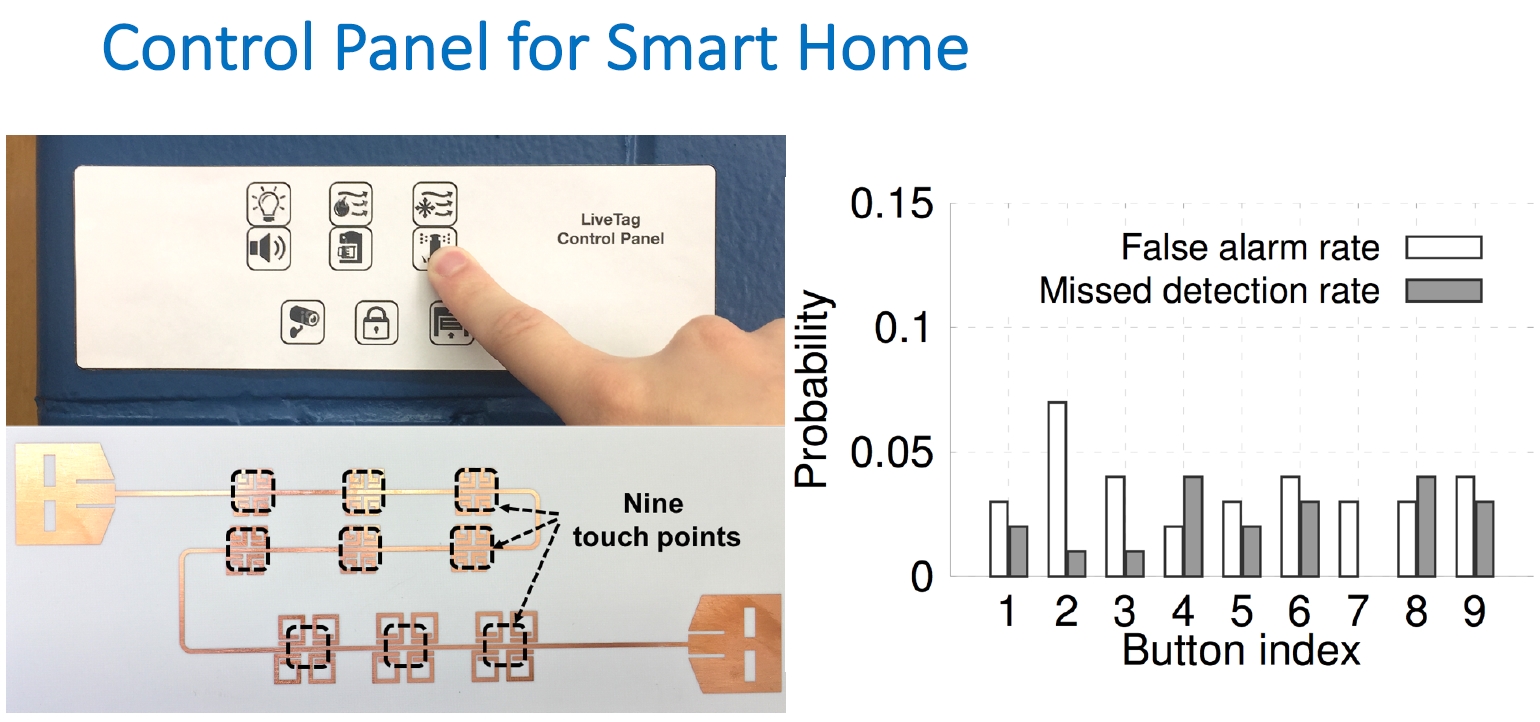 Control Panel for Smart Home
LiveTag
Control Panel
Nine
touch points
False alarm rate
Missed detection rate
0.15
0.1
0.05
0
Probability
1 2 3 4 5 6 7 8 9
Button index